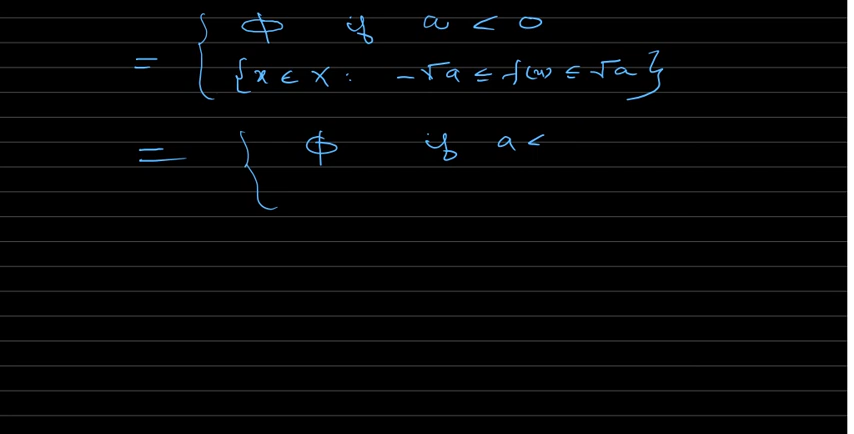 = { ϕ if a < 0
{x ∈ X : -√a ≤ f(x) ≤ √a}
= { ϕ if a <